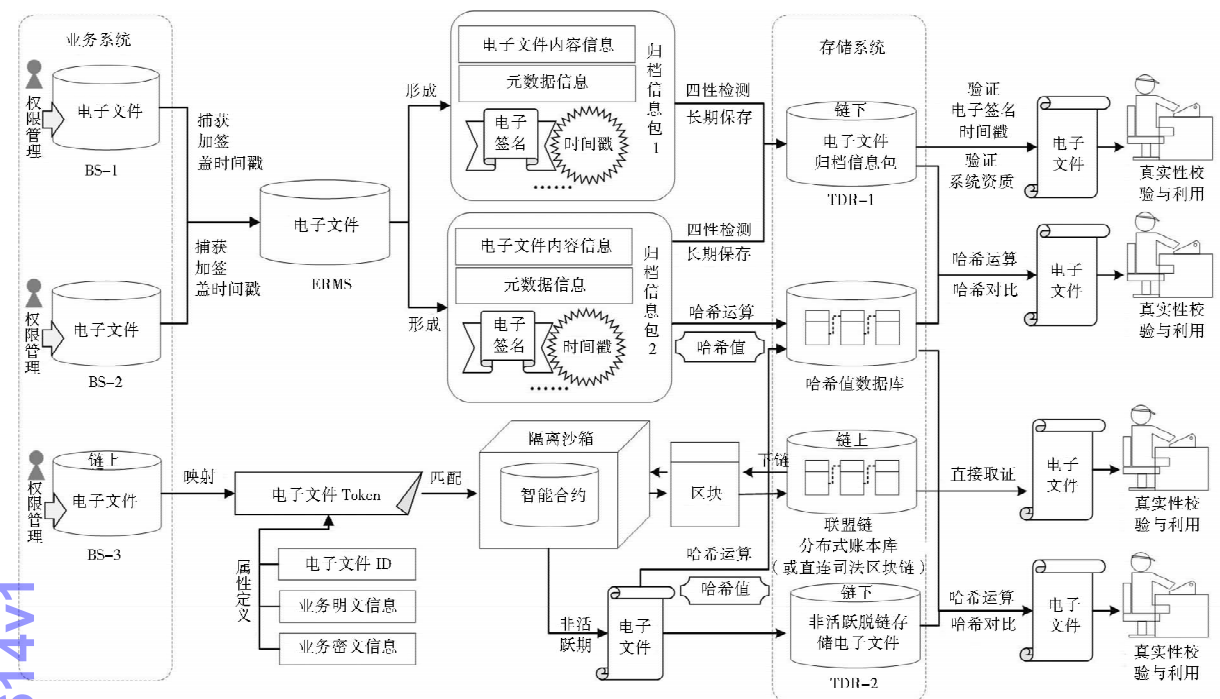 业务系统
权限管理
电子文件
BS-1
捕获
加签
盖时间戳
权限管理
电子文件
BS-2
捕获
加签
盖时间戳
电子文件
ERMS
形成
形成
电子文件内容信息
元数据信息
电子
签名
时间戳
……
归档信息包1
电子文件内容信息
元数据信息
电子
签名
时间戳
……
归档信息包2
四性检测
长期保存
四性检测
长期保存
哈希运算
哈希值
存储系统
链下
电子文件
归档信息包
TDR-1
哈希值数据库
链上
联盟链
分布式账本库
（或直连司法区块链）
链下
非活跃脱链存
储电子文件
TDR-2
验证
电子签名
时间戳
验证
系统资质
电子
文件
真实性校
验与利用
哈希运算
哈希对比
电子
文件
真实性校
验与利用
直接取证
电子
文件
真实性校
验与利用
哈希运算
哈希对比
电子
文件
真实性校
验与利用
权限管理
链上
电子文件
BS-3
映射
电子文件 Token
匹配
属性定义
电子文件 ID
业务明文信息
业务密文信息
隔离沙箱
智能合约
区块
下链
非活
跃期
电子
文件
哈希运算
哈希值
614v1